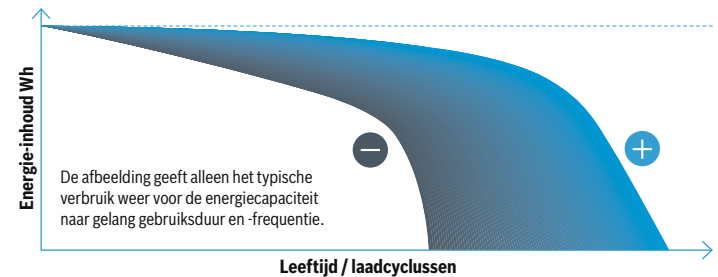 Energie-inhoud Wh
−
+
De afbeelding geeft alleen het typische
verbruik weer voor de energiecapaciteit
naar gelang gebruiksduur en -frequentie.
Leeftijd / laadcyclussen